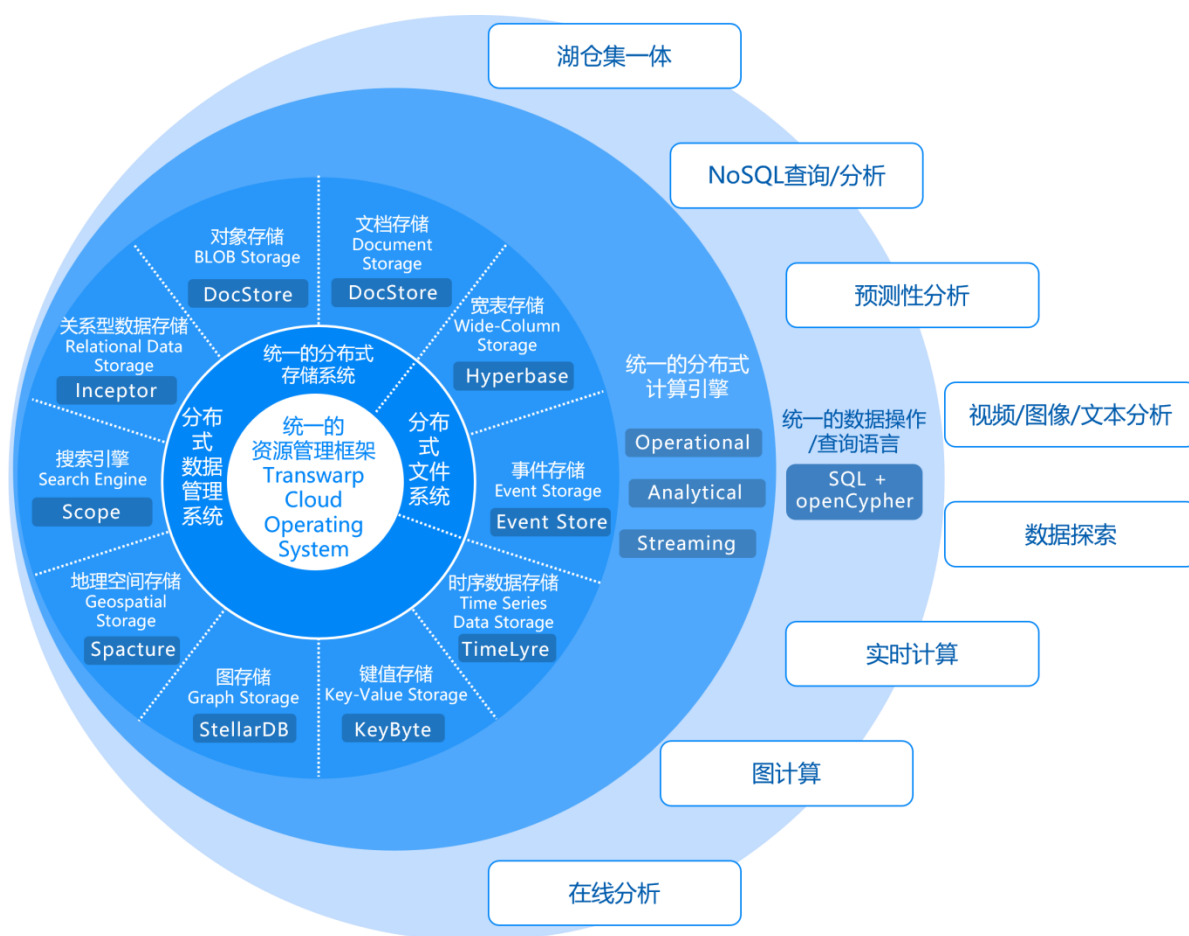 湖仓集一体
NoSQL查询/分析
预测性分析
视频/图像/文本分析
数据探索
实时计算
图计算
在线分析
统一的数据操作
/查询语言
SQL +
openCypher
统一的分布式
计算引擎
Operational
Analytical
Streaming
对象存储
BLOB Storage
DocStore
文档存储
Document
Storage
DocStore
宽表存储
Wide-Column
Storage
Hyperbase
事件存储
Event Storage
Event Store
时序数据存储
Time Series
Data Storage
TimeLyre
键值存储
Key-Value Storage
KeyByte
图存储
Graph Storage
StellarDB
地理空间存储
Geospatial
Storage
Spacture
搜索引擎
Search Engine
Scope
关系型数据存储
Relational Data
Storage
Inceptor
统一的分布式
存储系统
分布
式
数据
管理
系统
分布
式
文件
系统
统一的
资源管理框架
Transwarp
Cloud
Operating
System